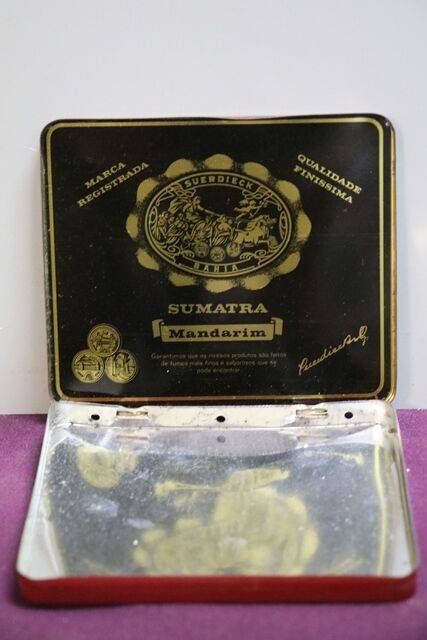 MARCA
REGISTRADA
QUALIDADE
FINISSIMA
SUERDIECK
BAHIA
SUMATRA
Mandarim
Garantimos que os nossos produtos são feitos
de fumos mais finos e saborosos que se
pode encontrar.